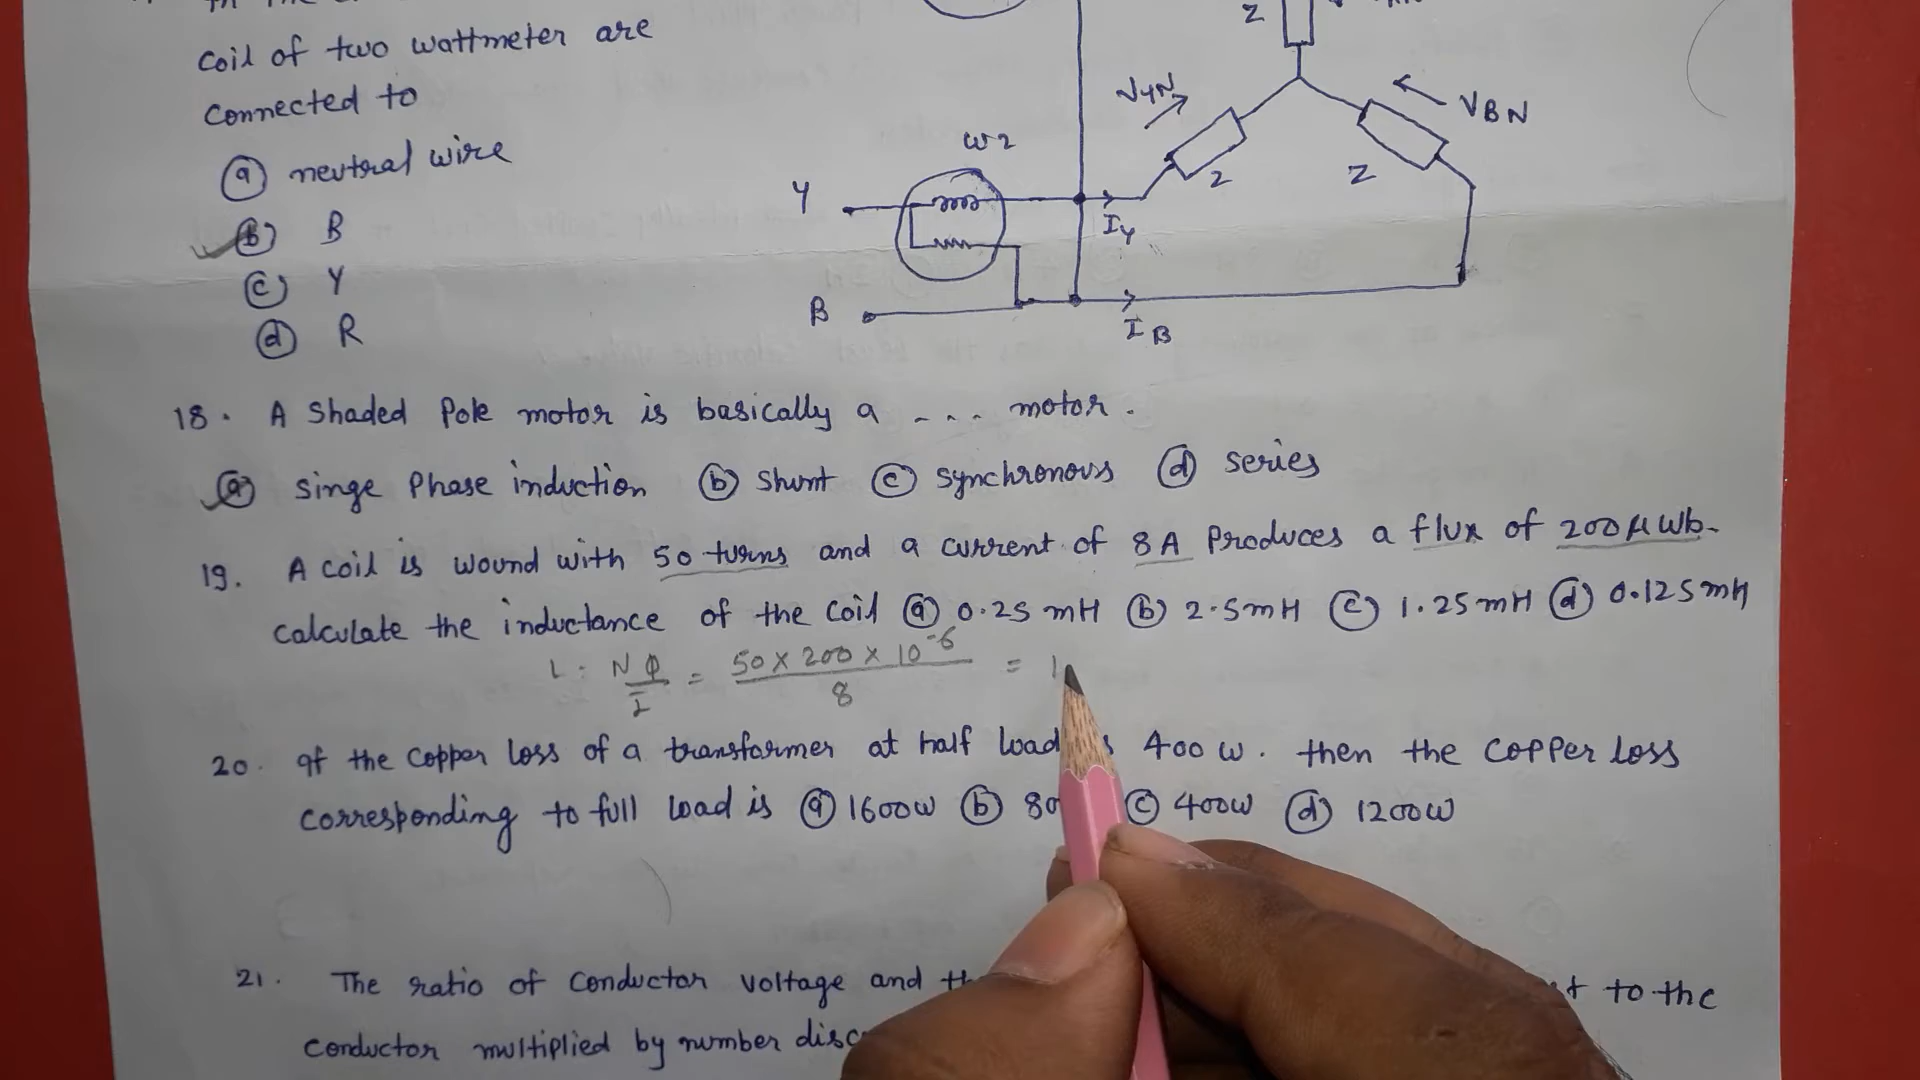 coil of two wattmeter are
connected to
(a) neutral wire
(b) B
(c) Y
(d) R
Z
VYN
VBN
W2
Y
Z
Z
IY
B
IB
18. A shaded Pole motor is basically a - - - motor.
(a) singe Phase induction (b) shunt (c) synchronous (d) series
19. A coil is wound with 50 turns and a current of 8A Produces a flux of 200μWb.
calculate the inductance of the coil (a) 0.25 mH (b) 2.5mH (c) 1.25mH (d) 0.125mH
L : Nφ/I = 50 x 200 x 10^-6 / 8 = 1
20. If the copper loss of a transformer at half load 400 W. then the copper loss
corresponding to full load is (a) 1600W (b) 80 (c) 400W (d) 1200W
21. The ratio of conductor voltage and to the
conductor multiplied by number disc